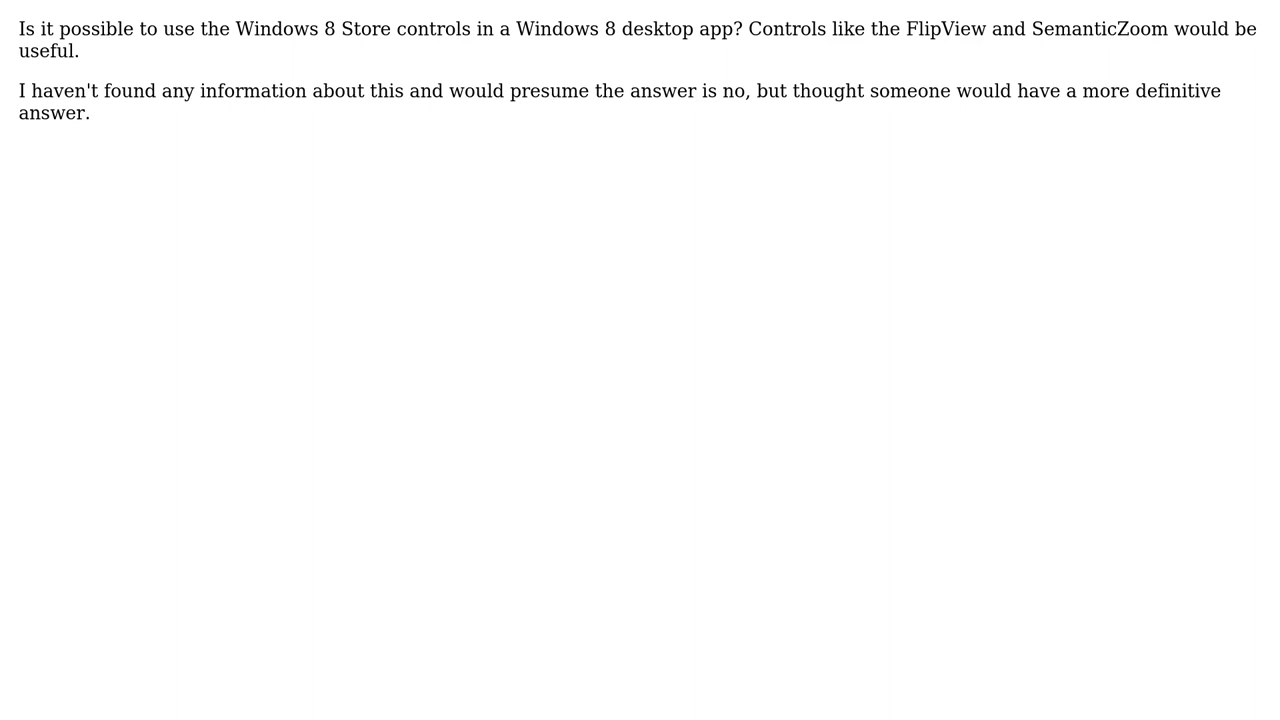 Is it possible to use the Windows 8 Store controls in a Windows 8 desktop app? Controls like the FlipView and SemanticZoom would be
useful.
I haven't found any information about this and would presume the answer is no, but thought someone would have a more definitive
answer.